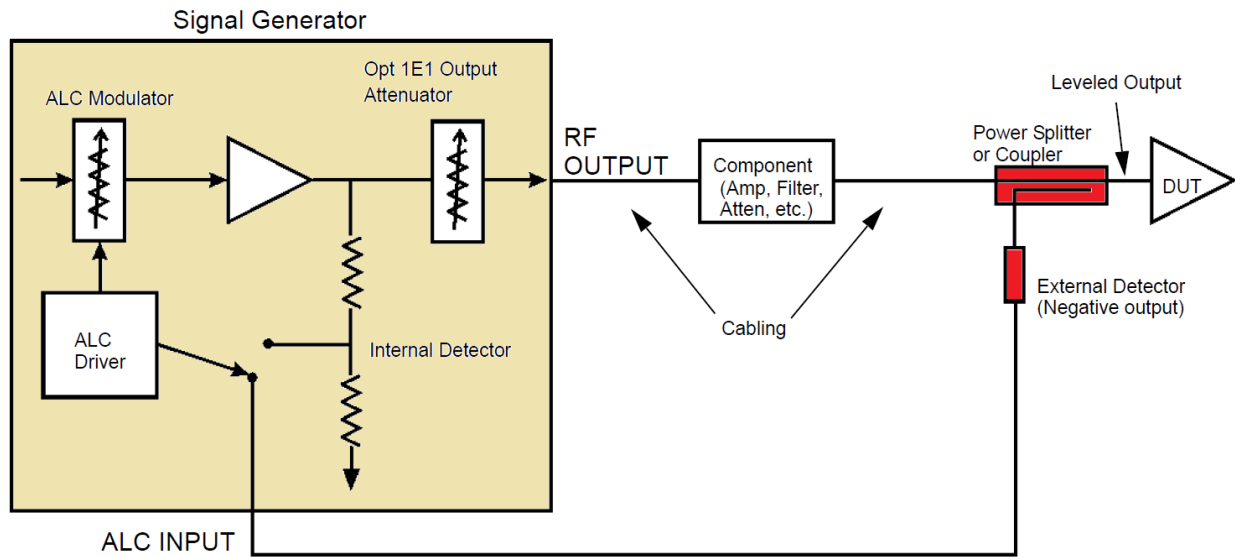 Signal Generator
ALC Modulator
Opt 1E1 Output
Attenuator
RF
OUTPUT
Component
(Amp, Filter,
Atten, etc.)
Leveled Output
Power Splitter
or Coupler
DUT
External Detector
(Negative output)
Cabling
ALC
Driver
Internal Detector
ALC INPUT